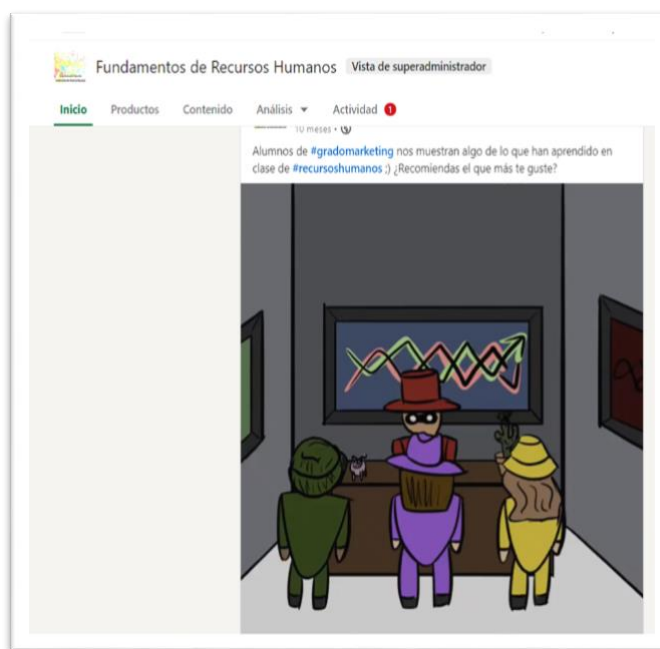 Fundamentos de Recursos Humanos Vista de superadministrador
Inicio Productos Contenido Análisis Actividad 1
10 meses •
Alumnos de #gradomarketing nos muestran algo de lo que han aprendido en
clase de #recursoshumanos ;) ¿Recomiendas el que más te guste?